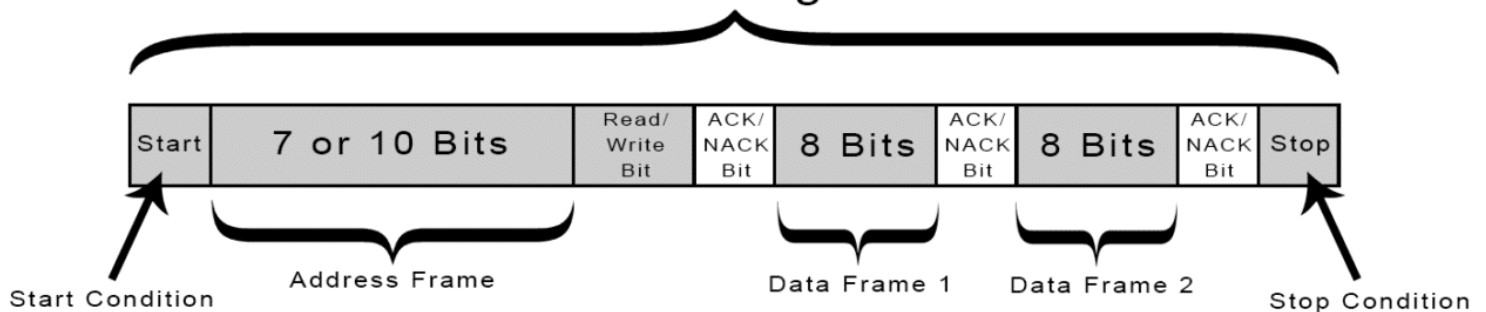 Start
7 or 10 Bits
Read/
Write
Bit
ACK/
NACK
Bit
8 Bits
ACK/
NACK
Bit
8 Bits
ACK/
NACK
Bit
Stop
Start Condition
Address Frame
Data Frame 1
Data Frame 2
Stop Condition